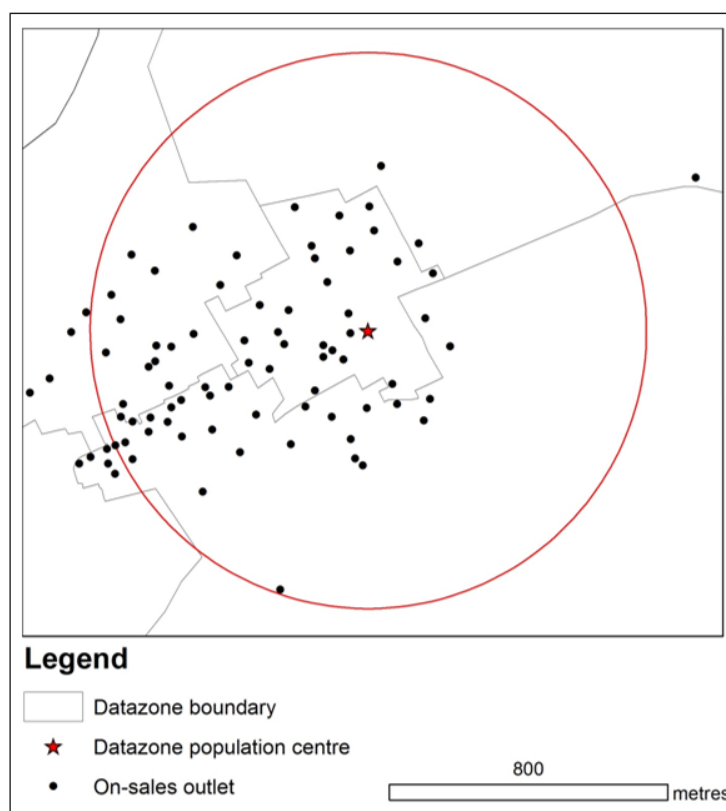 Legend
Datazone boundary
Datazone population centre
On-sales outlet
800
metres